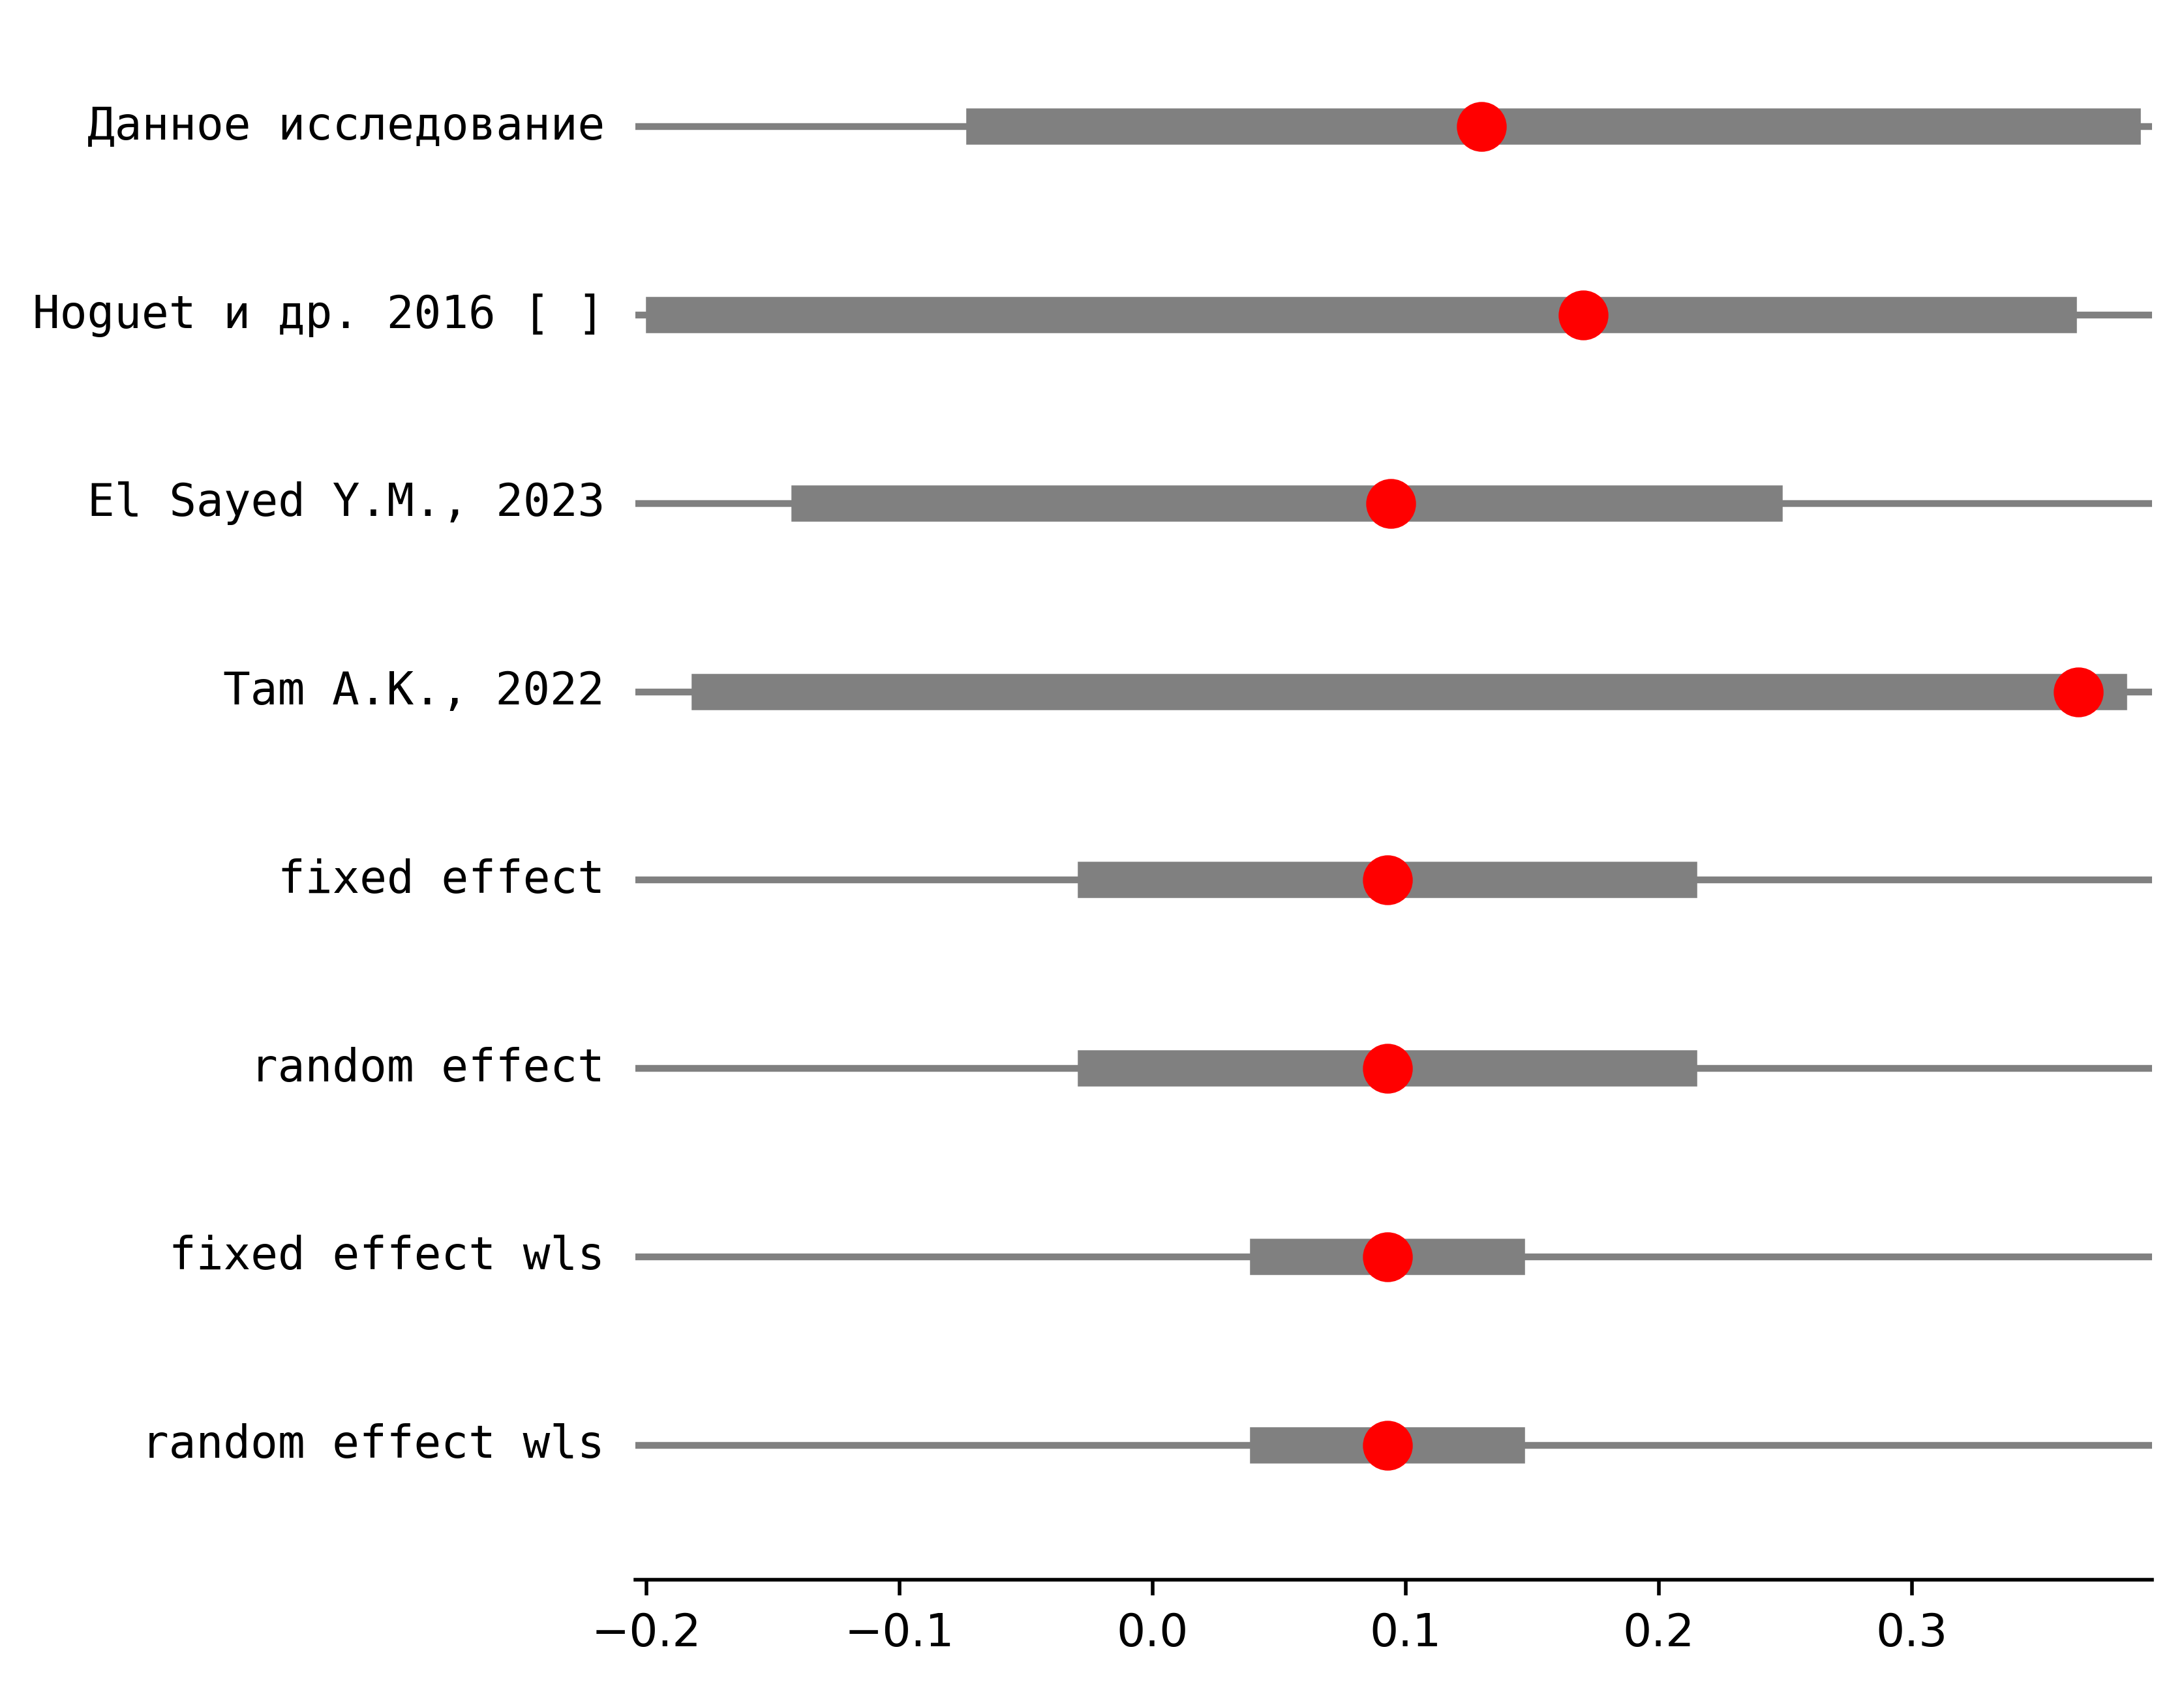 Данное исследование
Hoguet и др. 2016 [ ]
El Sayed Y.M., 2023
Tam A.K., 2022
fixed effect
random effect
fixed effect wls
random effect wls
−0.2 −0.1 0.0 0.1 0.2 0.3